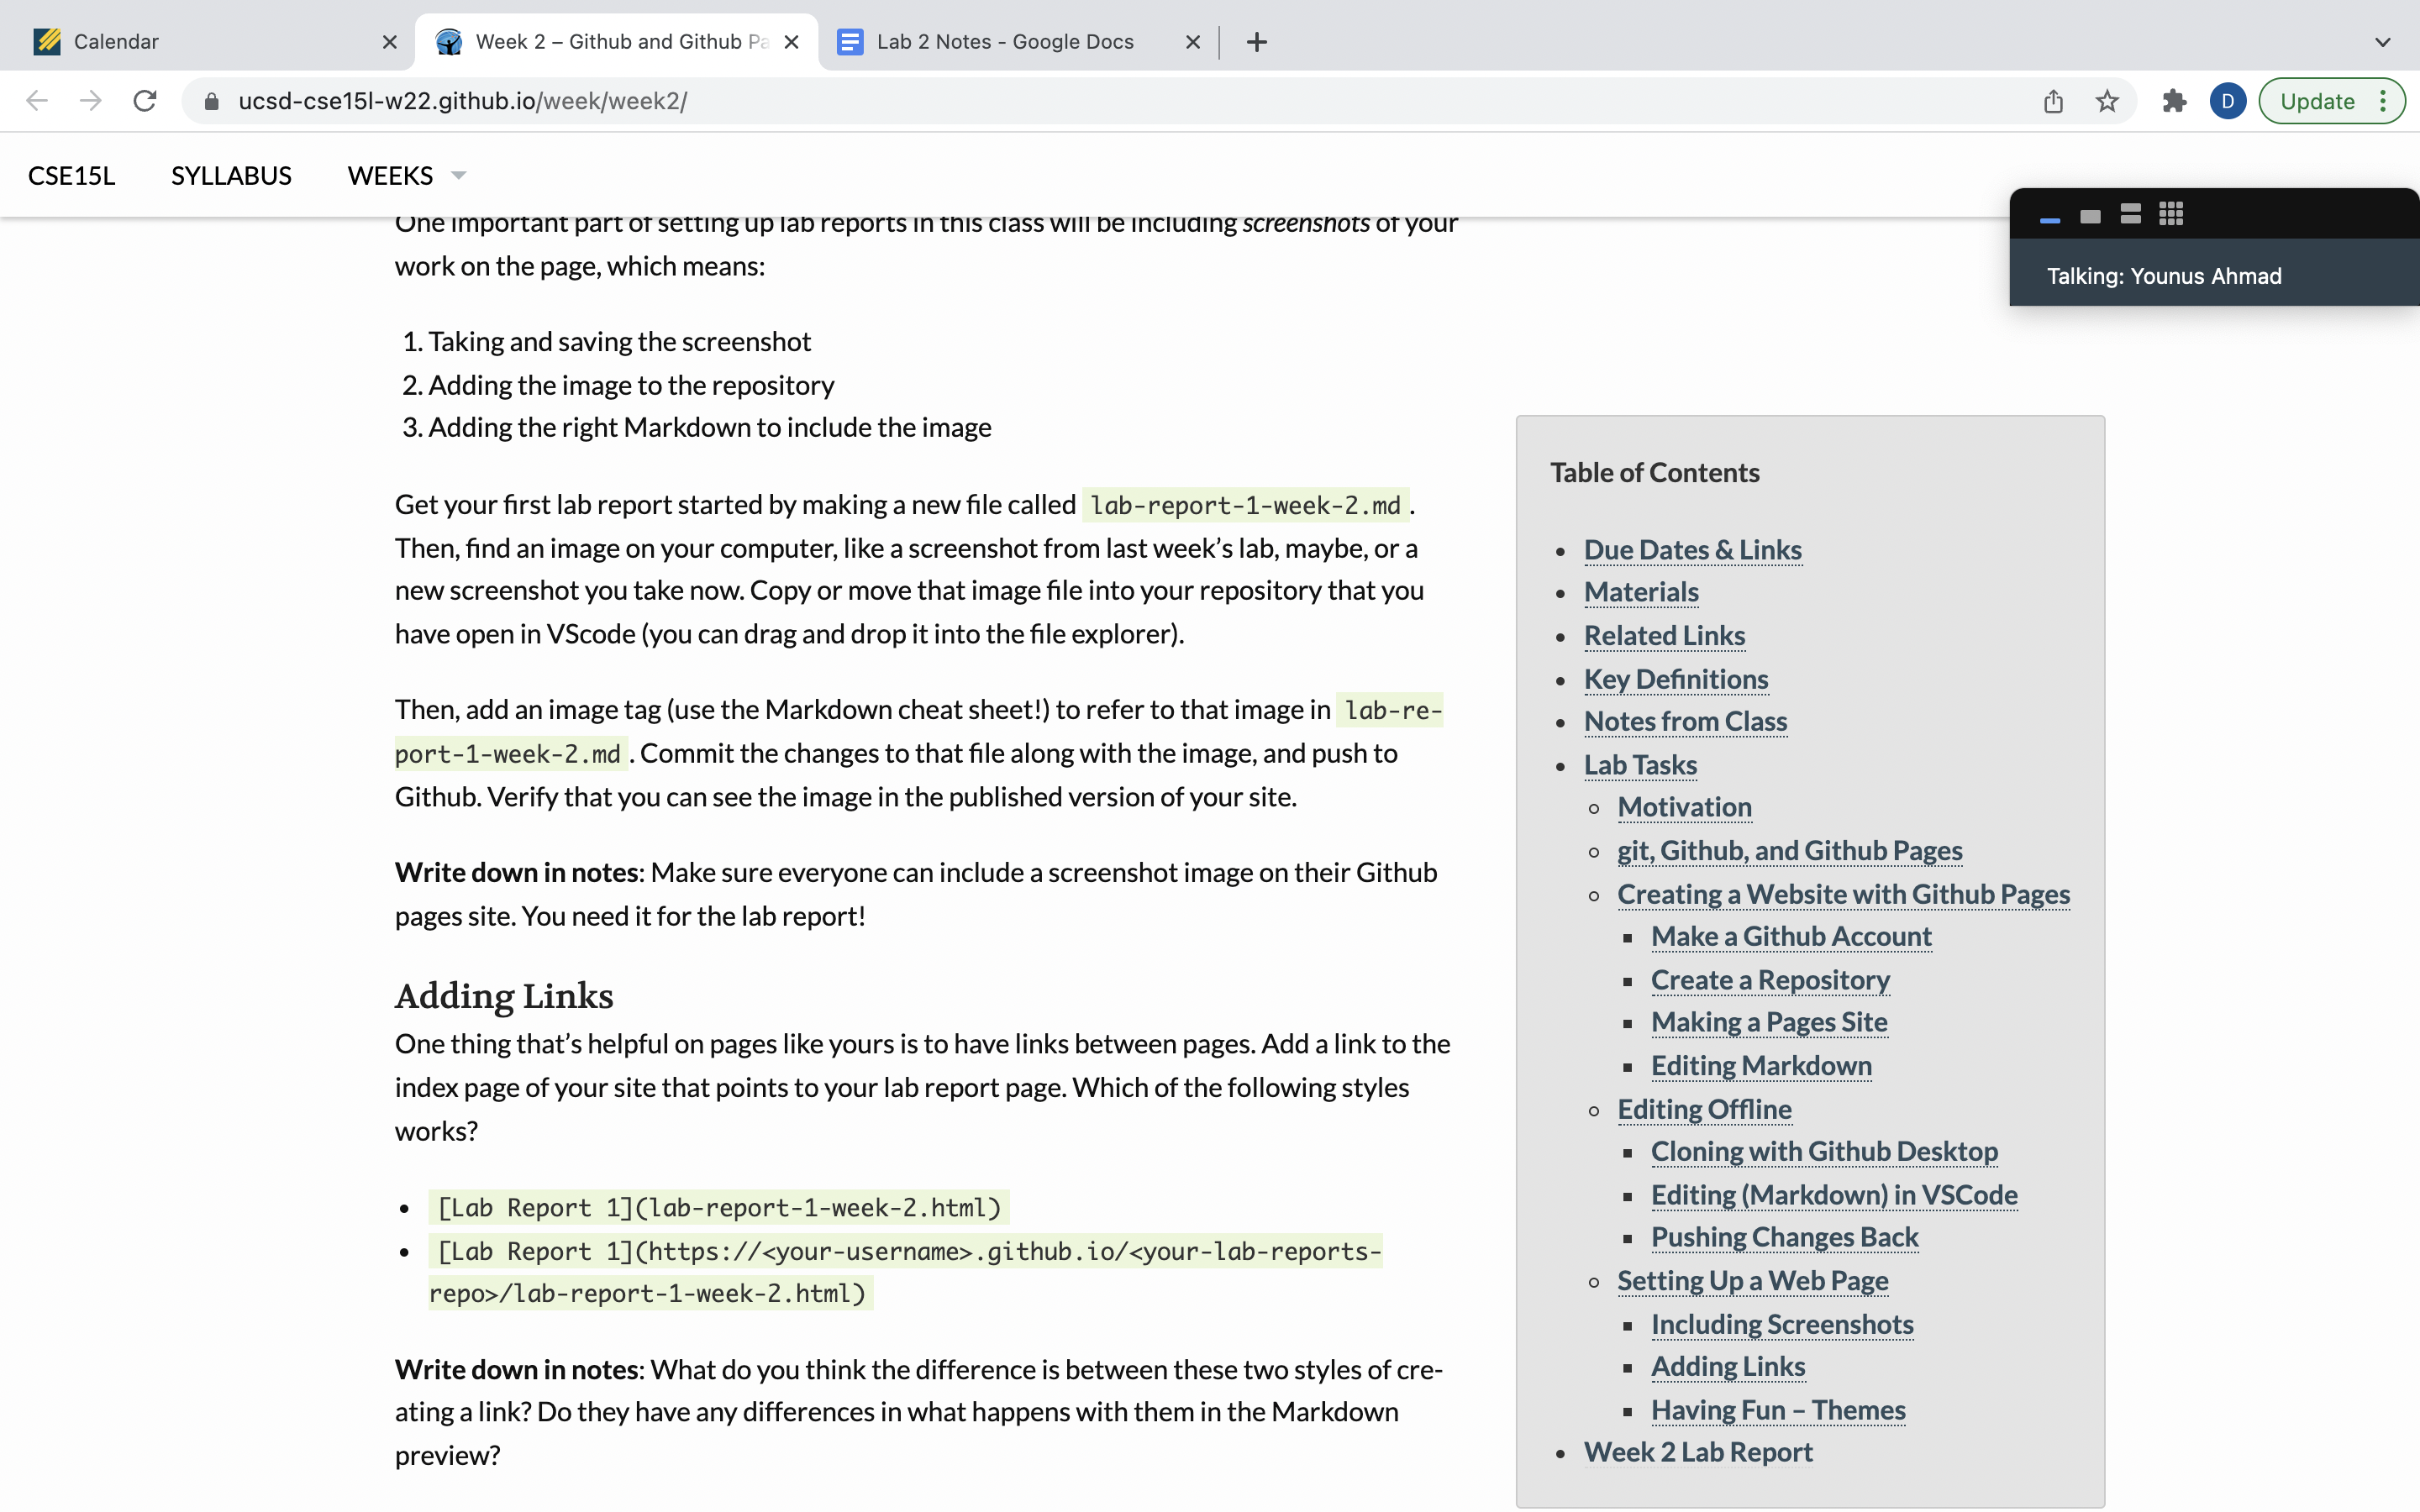 Calendar
Week 2 – Github and Github Pa
Lab 2 Notes - Google Docs
ucsd-cse15l-w22.github.io/week/week2/
D
Update
CSE15L
SYLLABUS
WEEKS
Talking: Younus Ahmad
One important part of setting up lab reports in this class will be including screenshots of your
work on the page, which means:
1. Taking and saving the screenshot
2. Adding the image to the repository
3. Adding the right Markdown to include the image
Get your first lab report started by making a new file called lab-report-1-week-2.md.
Then, find an image on your computer, like a screenshot from last week’s lab, maybe, or a
new screenshot you take now. Copy or move that image file into your repository that you
have open in VScode (you can drag and drop it into the file explorer).
Then, add an image tag (use the Markdown cheat sheet!) to refer to that image in lab-re-
port-1-week-2.md. Commit the changes to that file along with the image, and push to
Github. Verify that you can see the image in the published version of your site.
Write down in notes: Make sure everyone can include a screenshot image on their Github
pages site. You need it for the lab report!
Adding Links
One thing that’s helpful on pages like yours is to have links between pages. Add a link to the
index page of your site that points to your lab report page. Which of the following styles
works?
• [Lab Report 1](lab-report-1-week-2.html)
• [Lab Report 1](https://<your-username>.github.io/<your-lab-reports-
repo>/lab-report-1-week-2.html)
Write down in notes: What do you think the difference is between these two styles of cre-
ating a link? Do they have any differences in what happens with them in the Markdown
preview?
Table of Contents
• Due Dates & Links
• Materials
• Related Links
• Key Definitions
• Notes from Class
• Lab Tasks
◦ Motivation
◦ git, Github, and Github Pages
◦ Creating a Website with Github Pages
▪ Make a Github Account
▪ Create a Repository
▪ Making a Pages Site
▪ Editing Markdown
◦ Editing Offline
▪ Cloning with Github Desktop
▪ Editing (Markdown) in VSCode
▪ Pushing Changes Back
◦ Setting Up a Web Page
▪ Including Screenshots
▪ Adding Links
▪ Having Fun – Themes
• Week 2 Lab Report